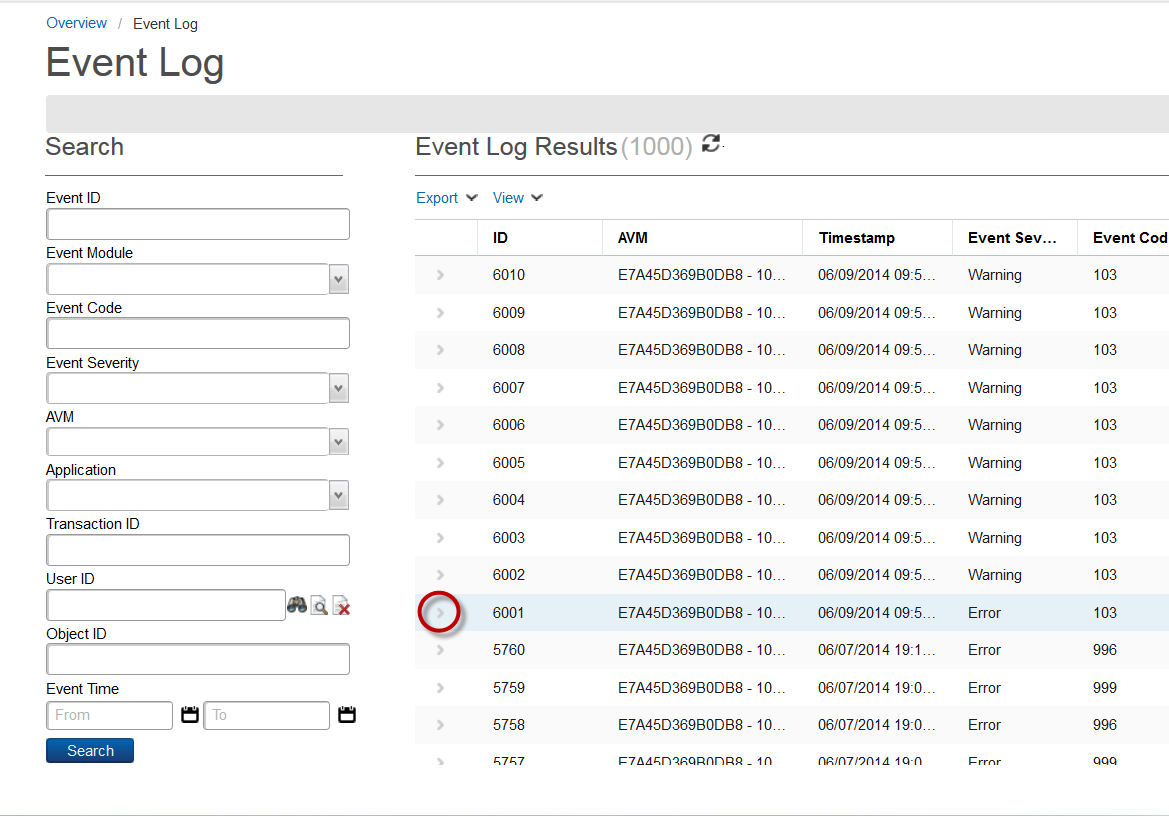 Overview / Event Log
Event Log
Search
Event ID
Event Module
Event Code
Event Severity
AVM
Application
Transaction ID
User ID
Object ID
Event Time
From To
Search
Event Log Results (1000)
Export View
ID AVM Timestamp Event Sev... Event Cod
6010 E7A45D369B0DB8 - 10... 06/09/2014 09:5... Warning 103
6009 E7A45D369B0DB8 - 10... 06/09/2014 09:5... Warning 103
6008 E7A45D369B0DB8 - 10... 06/09/2014 09:5... Warning 103
6007 E7A45D369B0DB8 - 10... 06/09/2014 09:5... Warning 103
6006 E7A45D369B0DB8 - 10... 06/09/2014 09:5... Warning 103
6005 E7A45D369B0DB8 - 10... 06/09/2014 09:5... Warning 103
6004 E7A45D369B0DB8 - 10... 06/09/2014 09:5... Warning 103
6003 E7A45D369B0DB8 - 10... 06/09/2014 09:5... Warning 103
6002 E7A45D369B0DB8 - 10... 06/09/2014 09:5... Warning 103
6001 E7A45D369B0DB8 - 10... 06/09/2014 09:5... Error 103
5760 E7A45D369B0DB8 - 10... 06/07/2014 19:1... Error 996
5759 E7A45D369B0DB8 - 10... 06/07/2014 19:0... Error 999
5758 E7A45D369B0DB8 - 10... 06/07/2014 19:0... Error 996
5757 E7A45D369B0DB8 - 10... 06/07/2014 19:0... Error 999